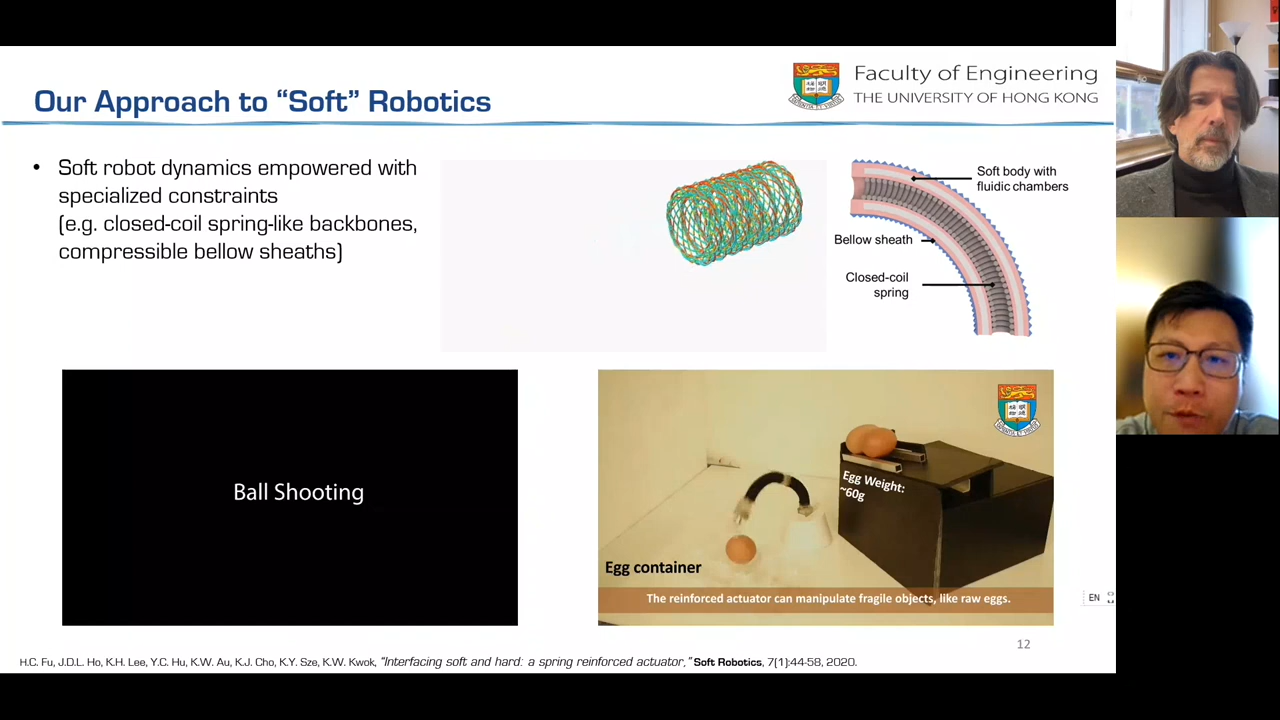 Our Approach to “Soft” Robotics
Faculty of Engineering
THE UNIVERSITY OF HONG KONG
• Soft robot dynamics empowered with
specialized constraints
(e.g. closed-coil spring-like backbones,
compressible bellow sheaths)
Soft body with
fluidic chambers
Bellow sheath
Closed-coil
spring
Ball Shooting
Egg Weight:
~60g
Egg container
The reinforced actuator can manipulate fragile objects, like raw eggs.
EN
12
H.C. Fu, J.D.L. Ho, K.H. Lee, Y.C. Hu, K.W. Au, K.J. Cho, K.Y. Sze, K.W. Kwok, “Interfacing soft and hard: a spring reinforced actuator,” Soft Robotics, 7(1):44-58, 2020.